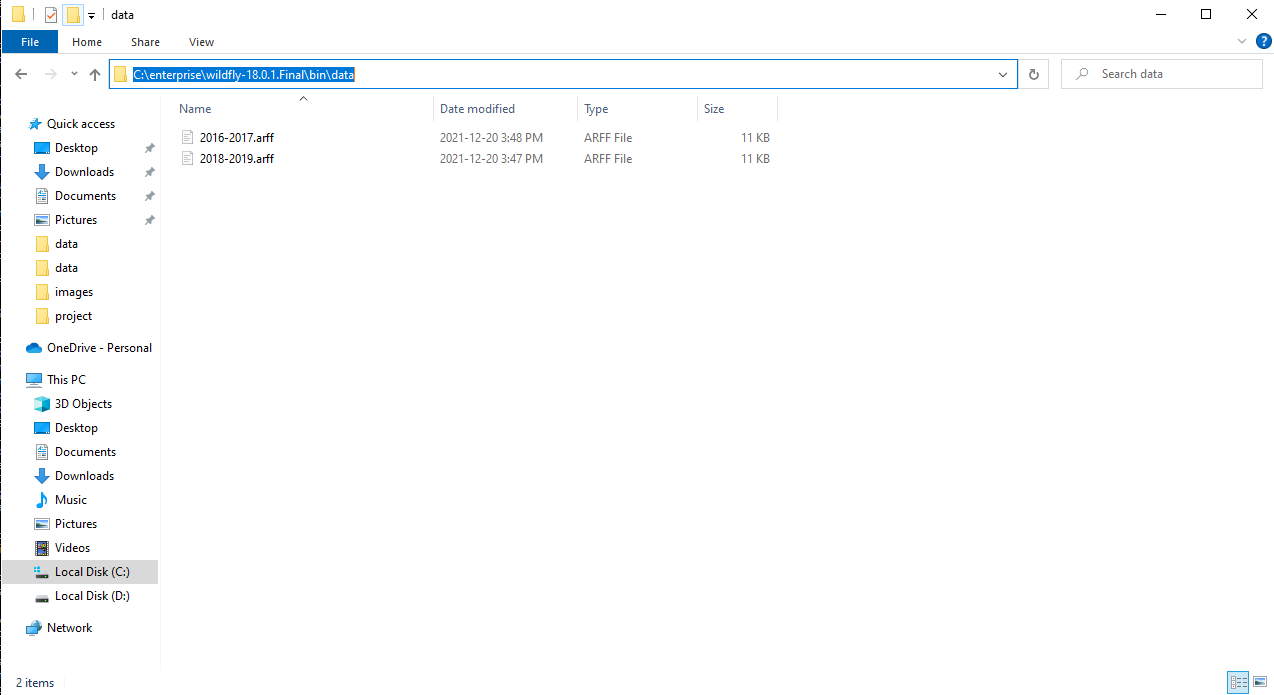 data
File Home Share View
C:\enterprise\wildfly-18.0.1.Final\bin\data
Search data
Name Date modified Type Size
2016-2017.arff 2021-12-20 3:48 PM ARFF File 11 KB
2018-2019.arff 2021-12-20 3:47 PM ARFF File 11 KB
Quick access
Desktop
Downloads
Documents
Pictures
data
data
images
project
OneDrive - Personal
This PC
3D Objects
Desktop
Documents
Downloads
Music
Pictures
Videos
Local Disk (C:)
Local Disk (D:)
Network
2 items